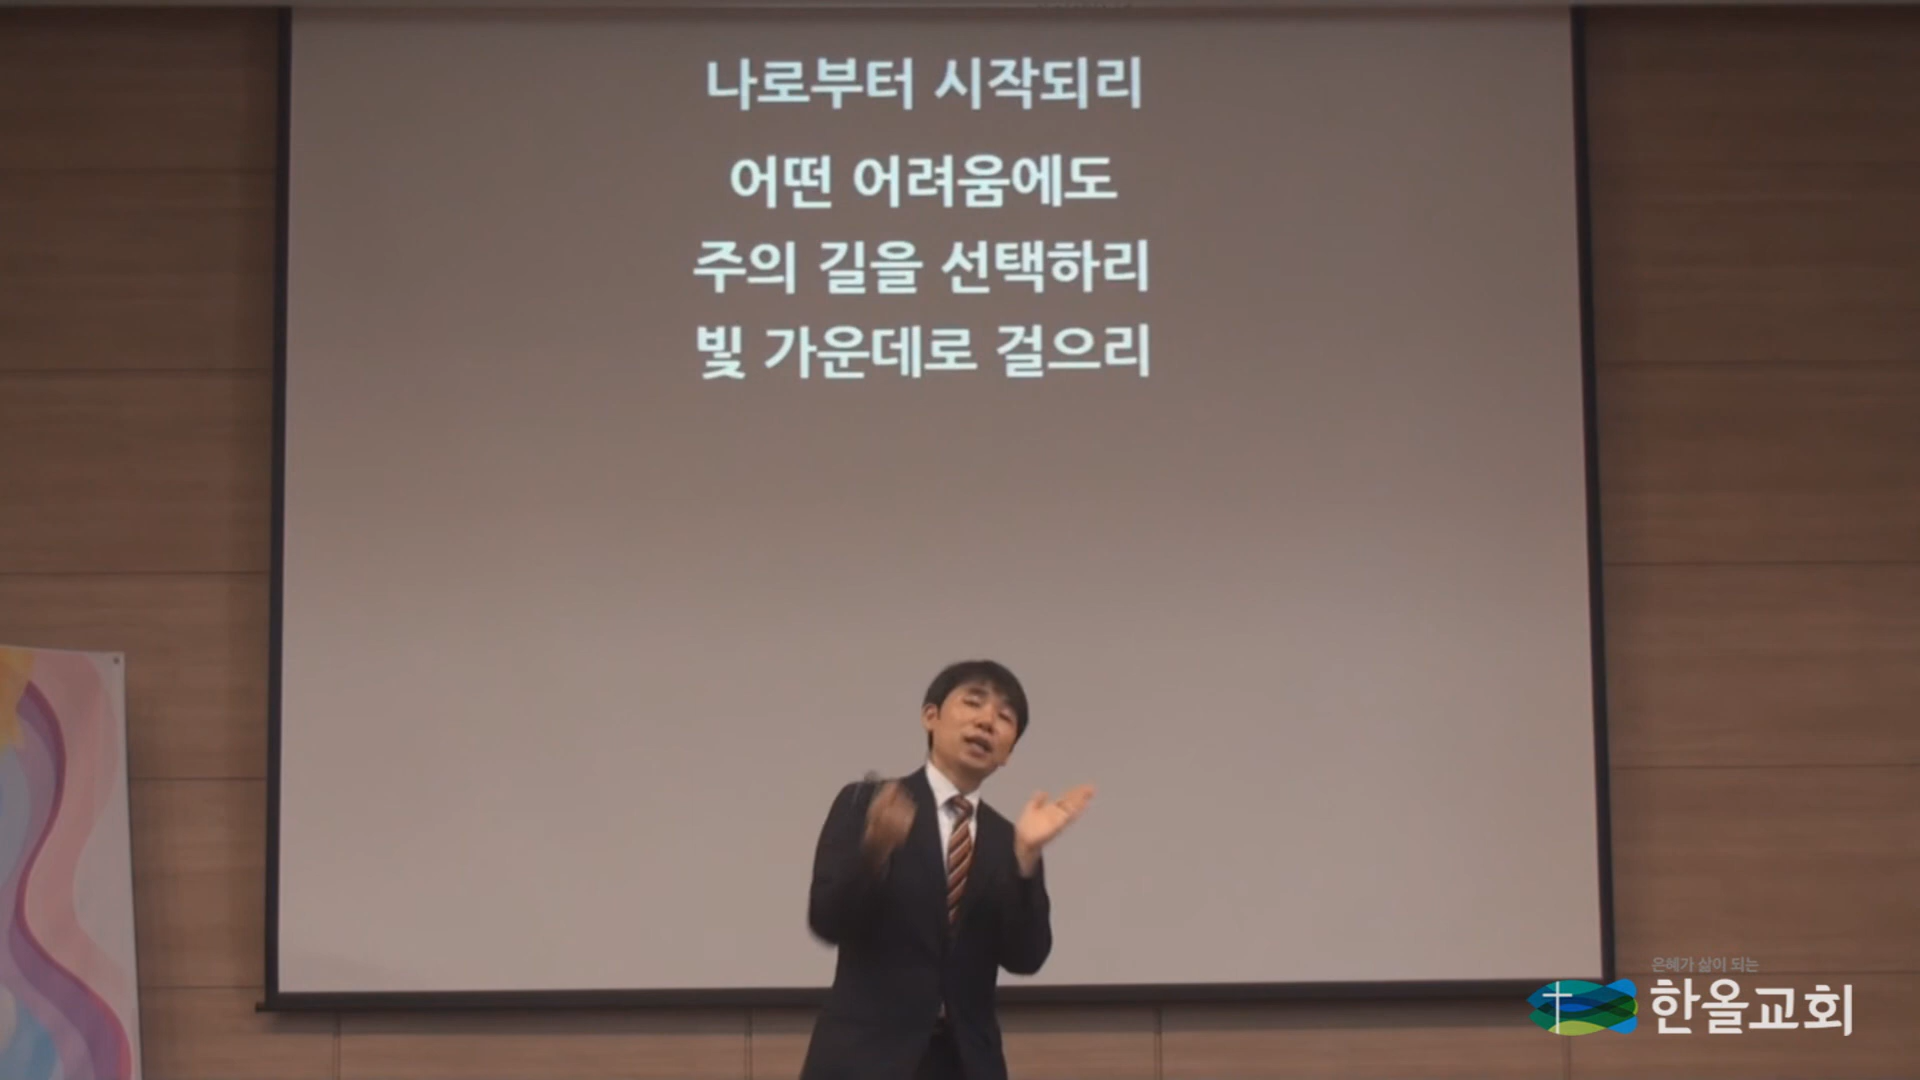 나로부터 시작되리
어떤 어려움에도
주의 길을 선택하리
빛 가운데로 걸으리
은혜가 삶이 되는
한올교회